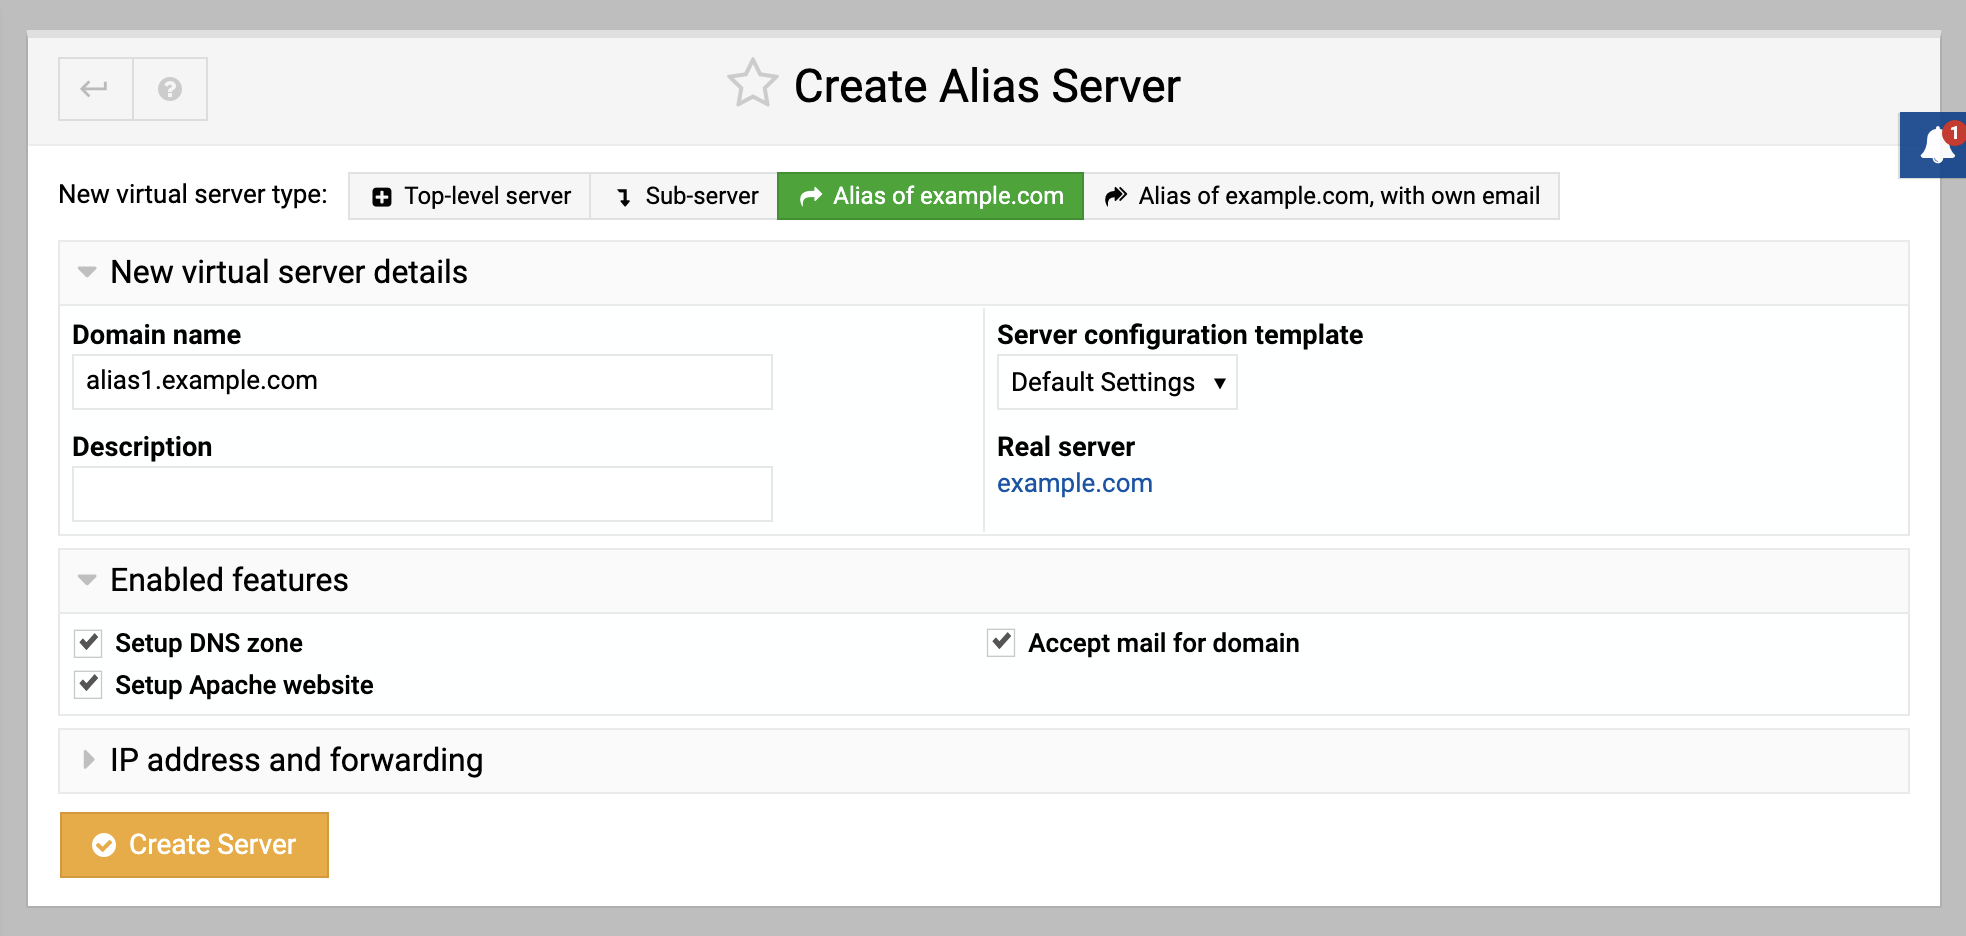 Create Alias Server
1
New virtual server type: Top-level server Sub-server Alias of example.com Alias of example.com, with own email
New virtual server details
Domain name
alias1.example.com
Description
Server configuration template
Default Settings
Real server
example.com
Enabled features
Setup DNS zone
Accept mail for domain
Setup Apache website
IP address and forwarding
Create Server